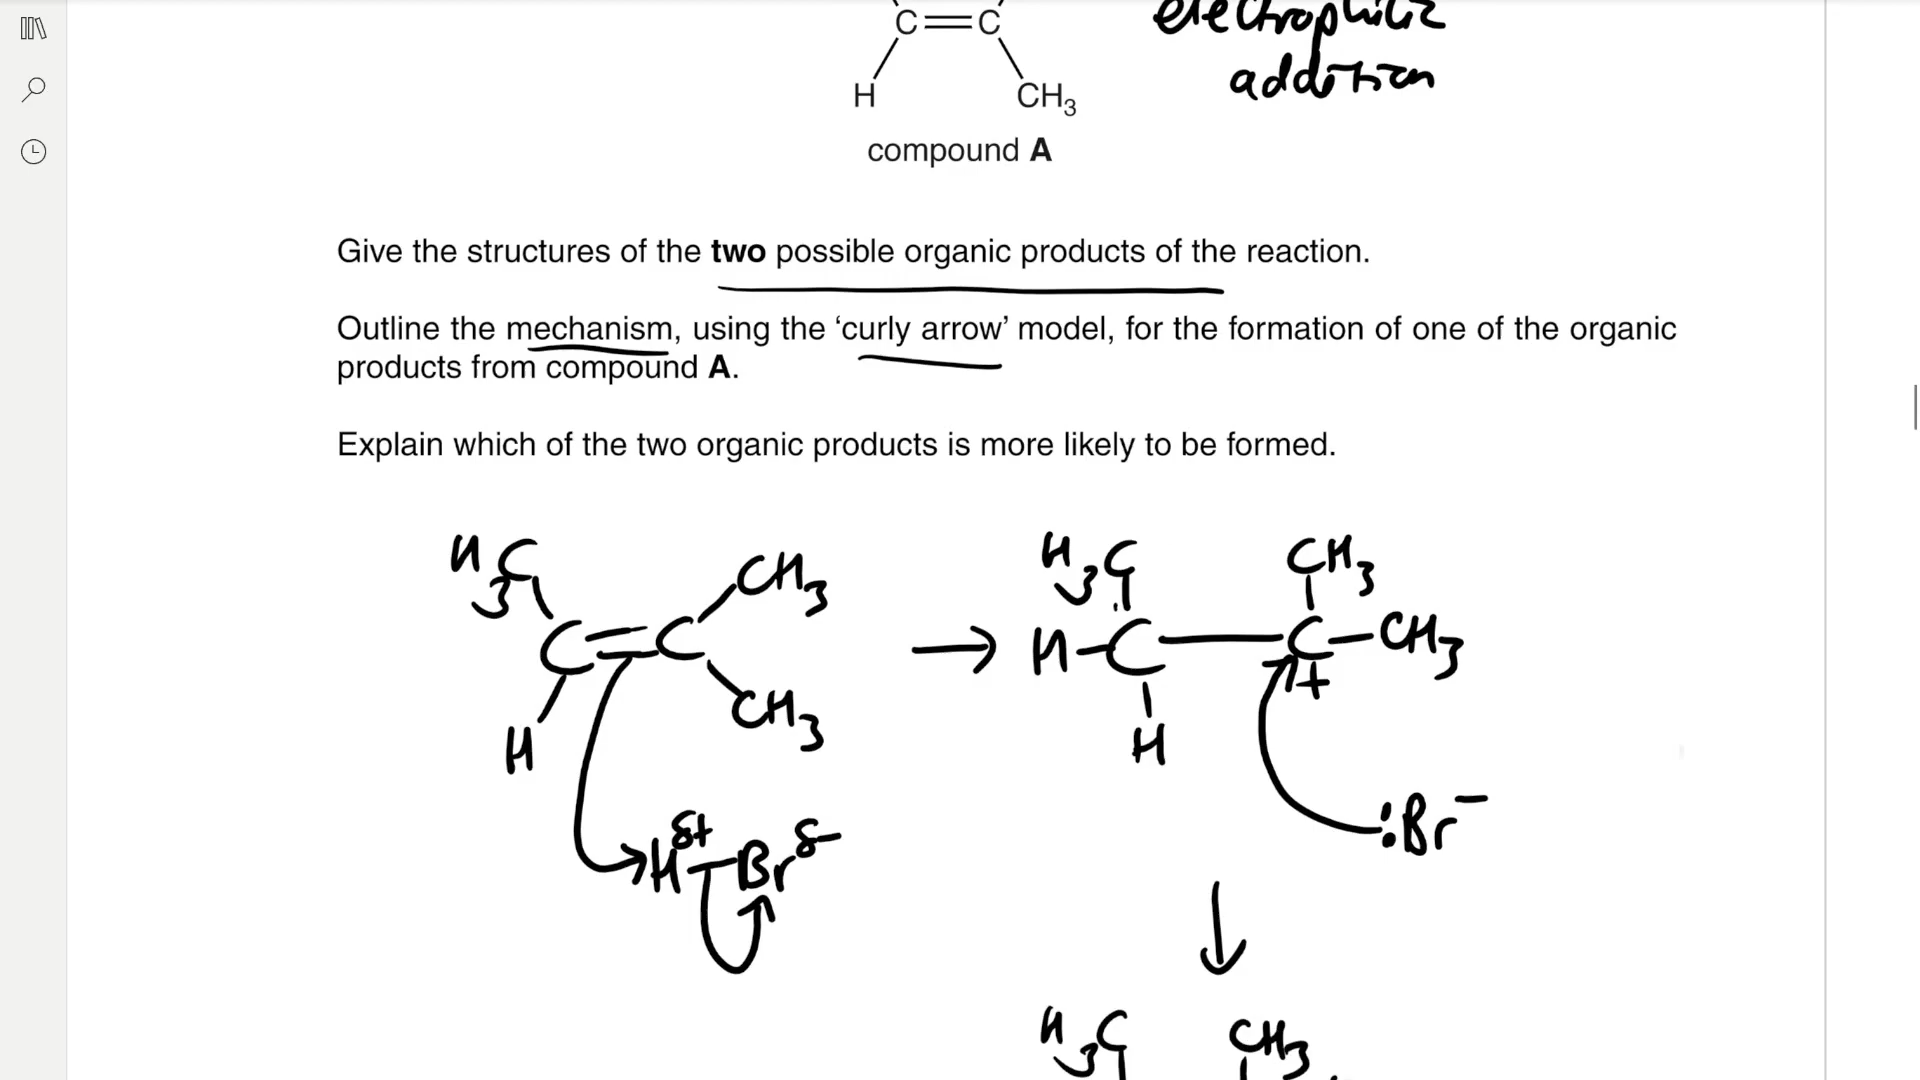 C=C
electrophilic
addition
H CH3
compound A
Give the structures of the two possible organic products of the reaction.
Outline the mechanism, using the ‘curly arrow’ model, for the formation of one of the organic
products from compound A.
Explain which of the two organic products is more likely to be formed.
H3C CH3
C=C
H CH3
Hδ+–Brδ-
→
H3C CH3
H–C–C–CH3
+
H
:Br-
↓
H3C CH3